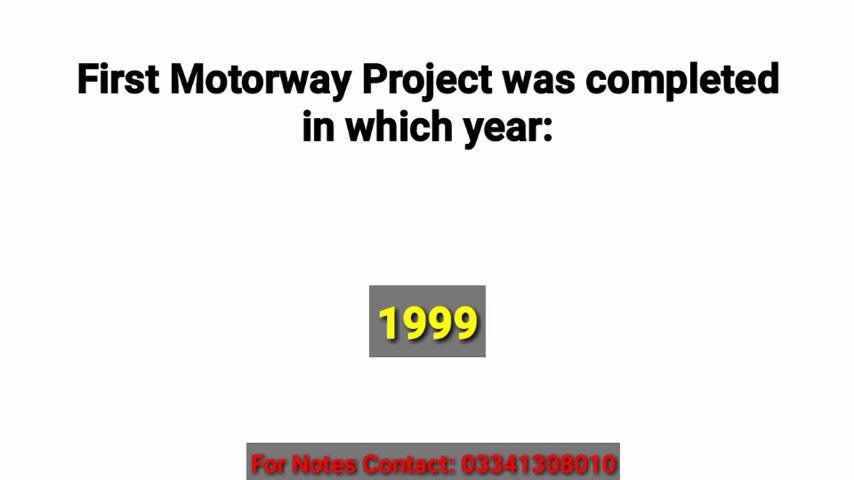 First Motorway Project was completed
in which year:
1999
For Notes Contact: 03341308010